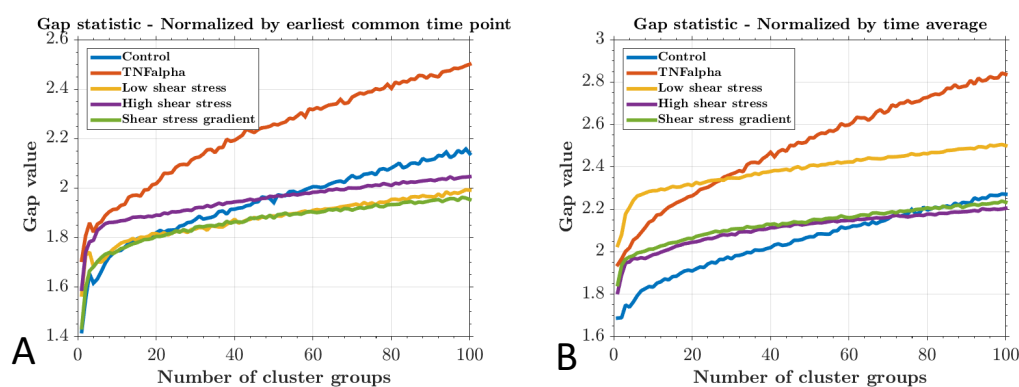 Gap statistic - Normalized by earliest common time point
2.6
2.4
2.2
2
1.8
1.6
1.4
Gap value
Control
TNFalpha
Low shear stress
High shear stress
Shear stress gradient
0
20
40
60
80
100
Number of cluster groups
A
Gap statistic - Normalized by time average
3
2.8
2.6
2.4
2.2
2
1.8
1.6
Gap value
Control
TNFalpha
Low shear stress
High shear stress
Shear stress gradient
0
20
40
60
80
100
Number of cluster groups
B